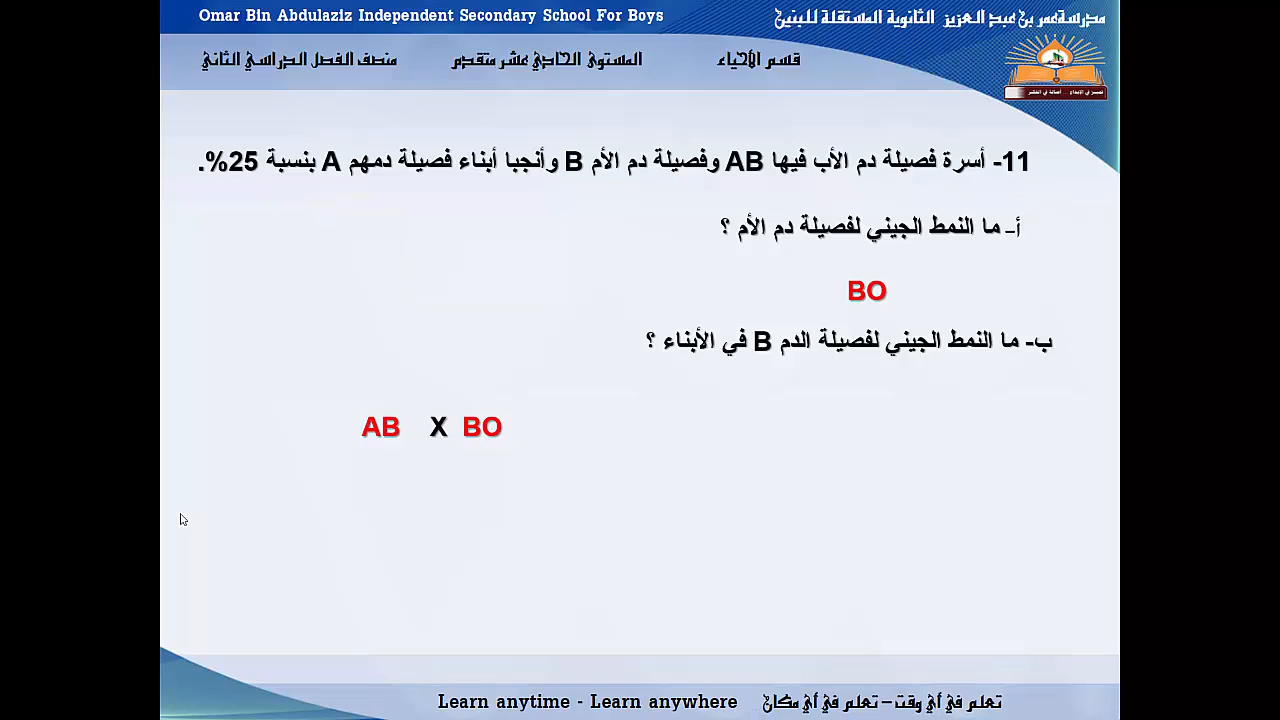 Omar Bin Abdulaziz Independent Secondary School For Boys
مدرسة عمر بن عبد العزيز الثانوية المستقلة للبنين
قسم الأحياء المستوى الحادي عشر متقدم منتصف الفصل الدراسي الثاني
11- أسرة فصيلة دم الأب فيها AB وفصيلة دم الأم B وأنجبا أبناء فصيلة دمهم A بنسبة 25%.
أ- ما النمط الجيني لفصيلة دم الأم ؟
BO
ب- ما النمط الجيني لفصيلة الدم B في الأبناء ؟
AB X BO
Learn anytime - Learn anywhere تعلم في أي وقت – تعلم في أي مكان